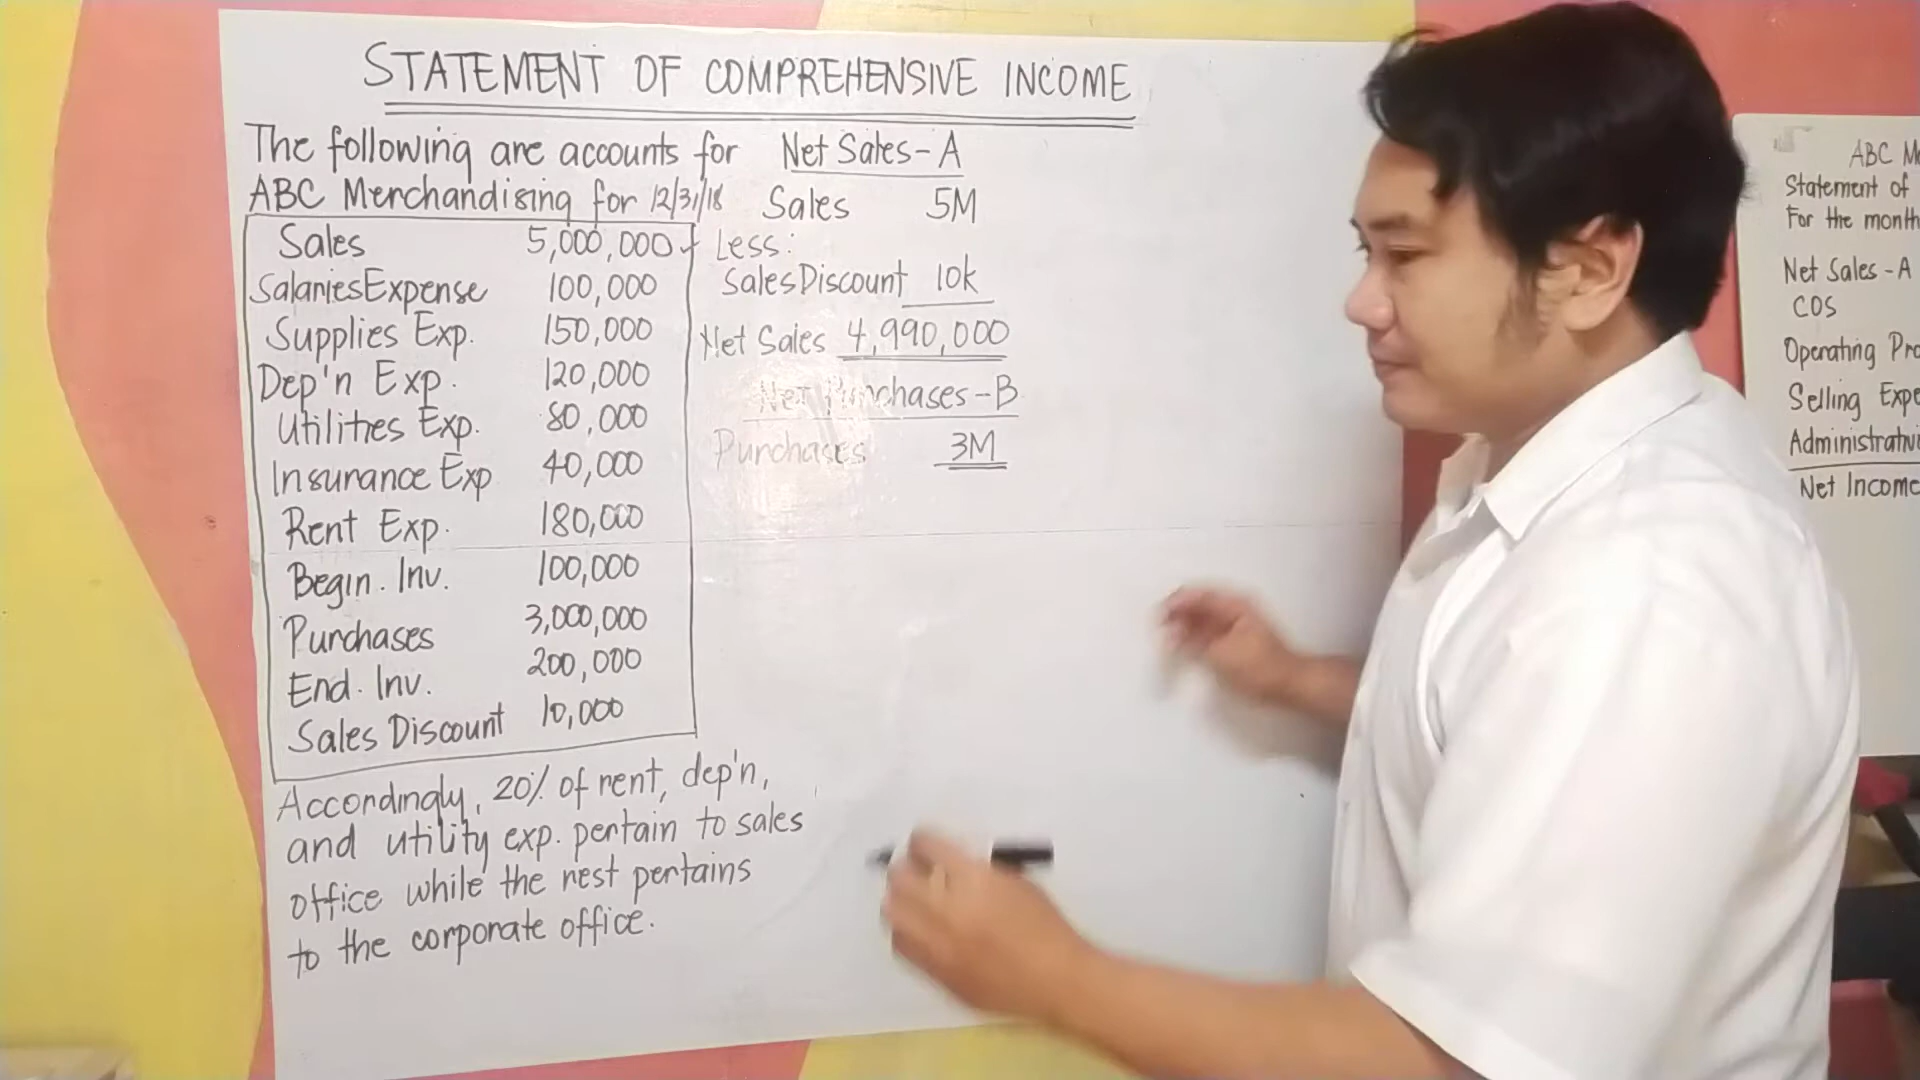 STATEMENT OF COMPREHENSIVE INCOME
The following are accounts for
ABC Merchandising for 12/31/18
Sales 5,000,000
Salaries Expense 100,000
Supplies Exp. 150,000
Dep'n Exp. 120,000
Utilities Exp. 80,000
Insurance Exp 40,000
Rent Exp. 180,000
Begin. Inv. 100,000
Purchases 3,000,000
End. Inv. 200,000
Sales Discount 10,000
Accordingly, 20% of rent, dep'n,
and utility exp. pertain to sales
office while the rest pertains
to the corporate office.
Net Sales - A
Sales 5M
Less:
Sales Discount 10k
Net Sales 4,990,000
Net Purchases - B
Purchases 3M
ABC
Statement of
For the month
Net Sales - A
COS
Operating
Selling
Net Income